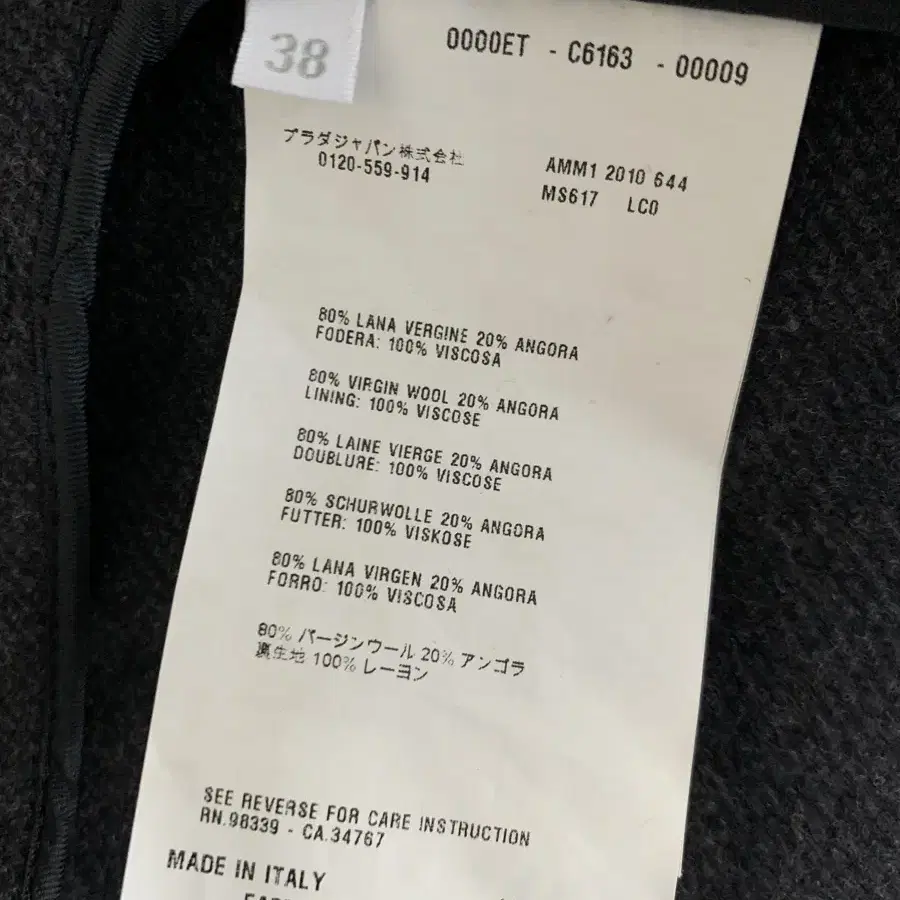 38
0000ET - C6163 - 00009
プラダジャパン株式会社
0120-559-914
AMM1 2010 644
MS617 LC0
80% LANA VERGINE 20% ANGORA
FODERA: 100% VISCOSA
80% VIRGIN WOOL 20% ANGORA
LINING: 100% VISCOSE
80% LAINE VIERGE 20% ANGORA
DOUBLURE: 100% VISCOSE
80% SCHURWOLLE 20% ANGORA
FUTTER: 100% VISKOSE
80% LANA VIRGEN 20% ANGORA
FORRO: 100% VISCOSA
80% バージンウール 20% アンゴラ
裏生地 100% レーヨン
SEE REVERSE FOR CARE INSTRUCTION
RN.98339 - CA.34767
MADE IN ITALY